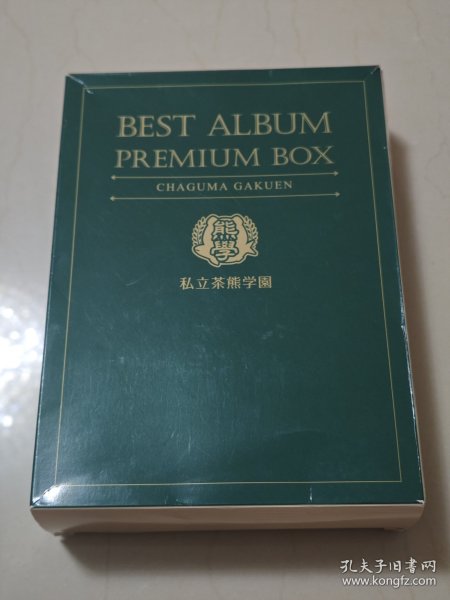 BEST ALBUM
PREMIUM BOX
CHAGUMA GAKUEN
熊學
私立茶熊学園
孔夫子旧书网
www.kongfz.com